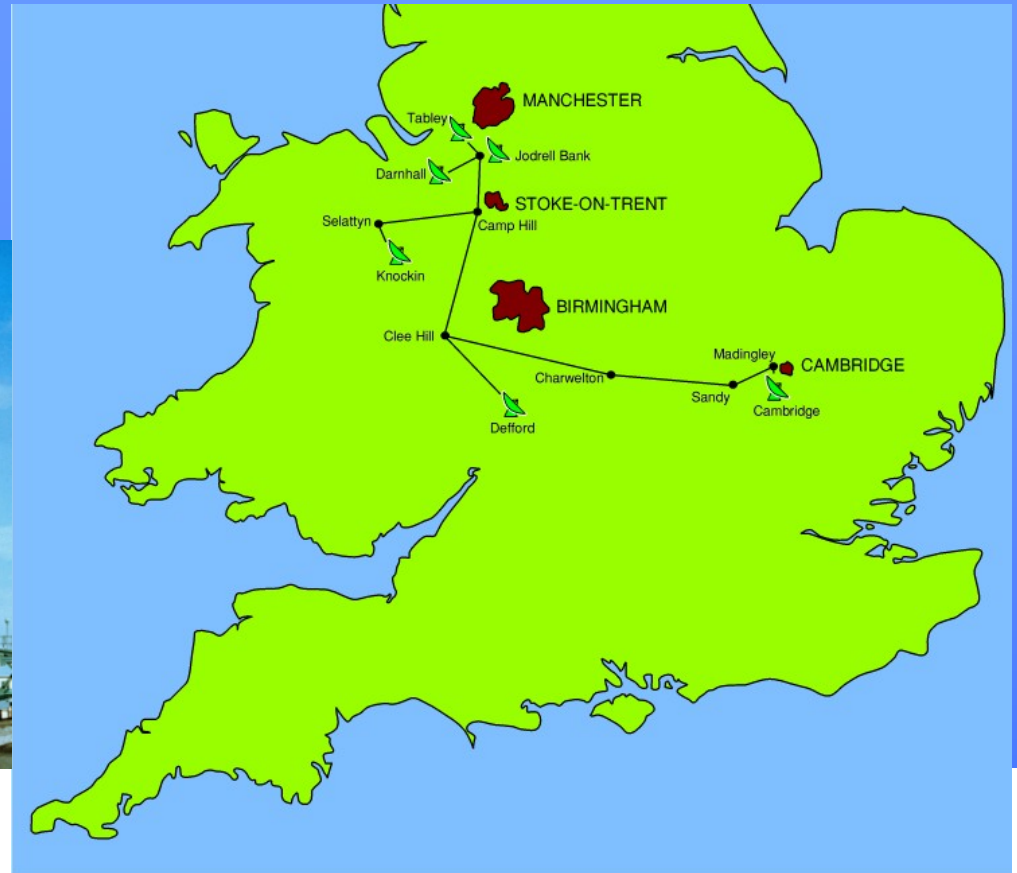 MANCHESTER
Tabley
Jodrell Bank
Darnhall
STOKE-ON-TRENT
Selattyn
Camp Hill
Knockin
BIRMINGHAM
Clee Hill
Madingley
CAMBRIDGE
Charwelton
Sandy
Cambridge
Defford